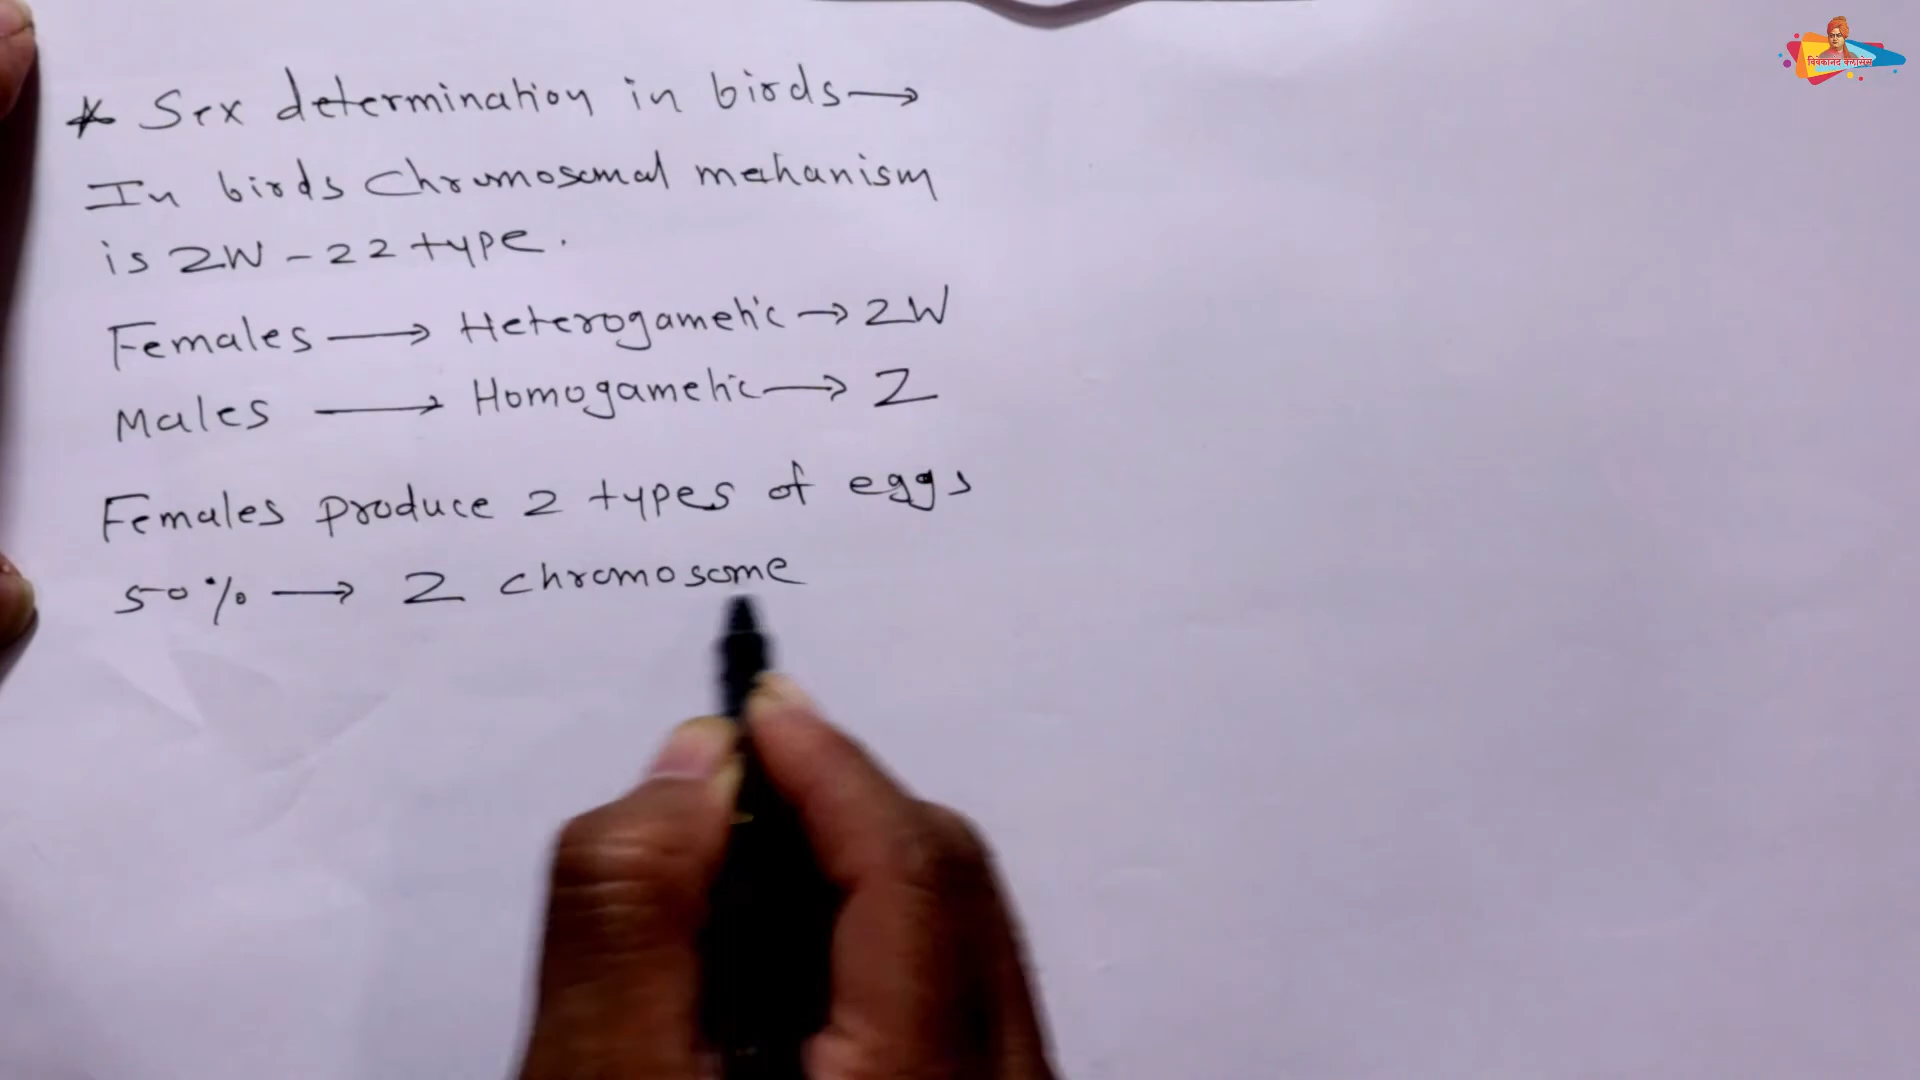 * Sex determination in birds →
In birds Chromosomal mechanism
is ZW - ZZ type.
Females → Heterogametic → ZW
Males → Homogametic → Z
Females produce 2 types of eggs
50% → Z chromosome
विवेकानंद क्लासेस